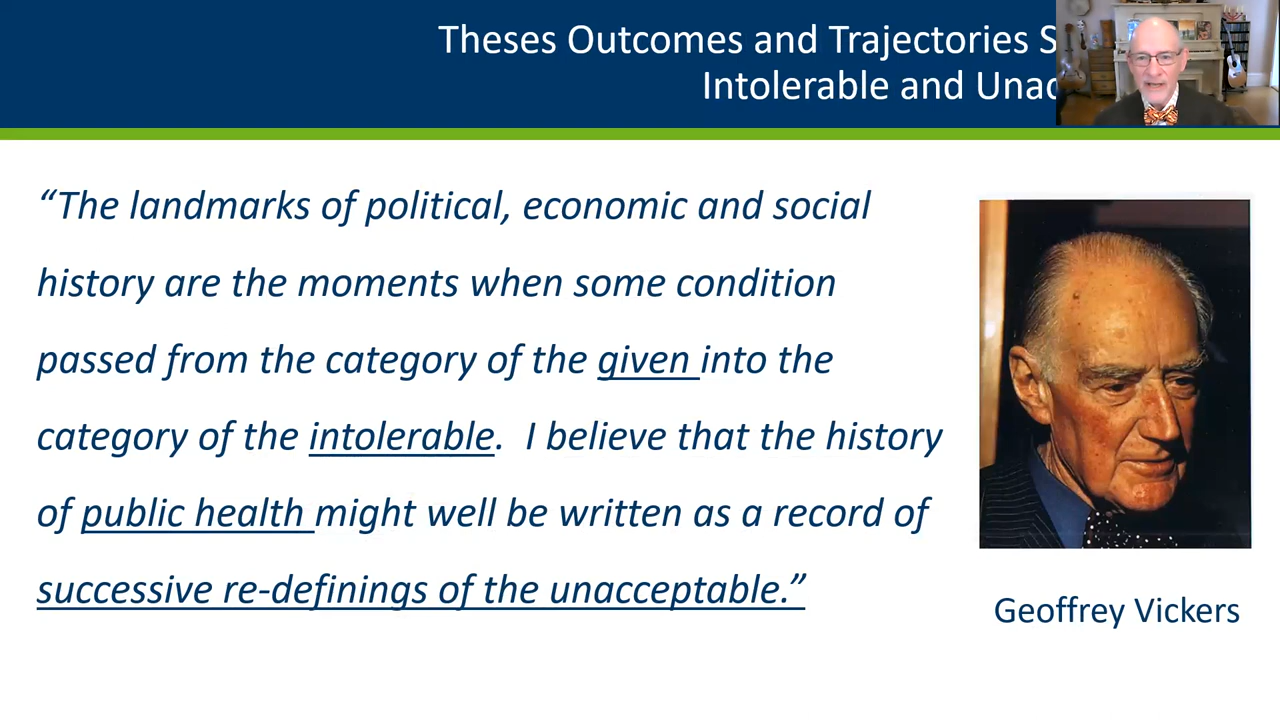 Theses Outcomes and Trajectories
Intolerable and
“The landmarks of political, economic and social
history are the moments when some condition
passed from the category of the given into the
category of the intolerable. I believe that the history
of public health might well be written as a record of
successive re-definings of the unacceptable.”
Geoffrey Vickers